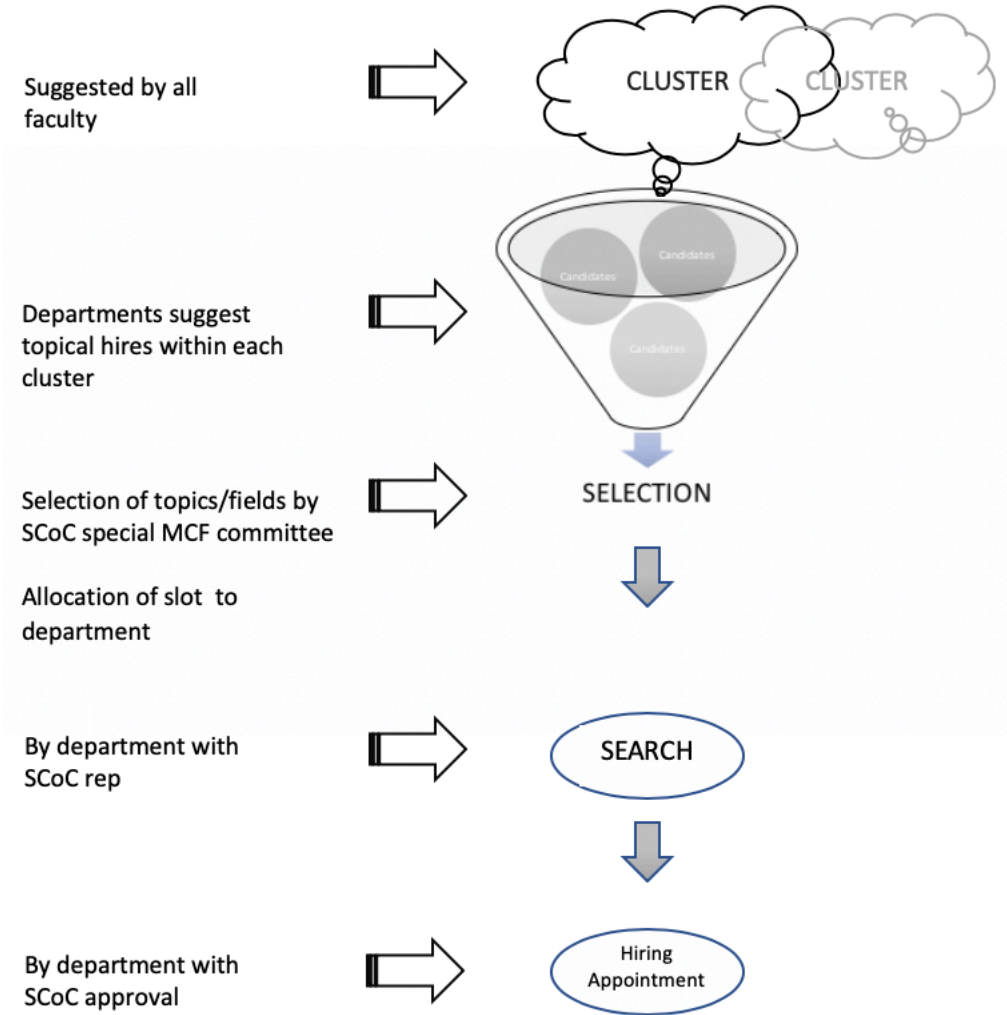 CLUSTER
CLUSTER
Suggested by all
faculty
Candidates
Candidates
Departments suggest
topical hires within each
cluster
Candidates
SELECTION
Selection of topics/fields by
SCoC special MCF committee
Allocation of slot to
department
By department with
SCoC rep
SEARCH
By department with
SCoC approval
Hiring
Appointment